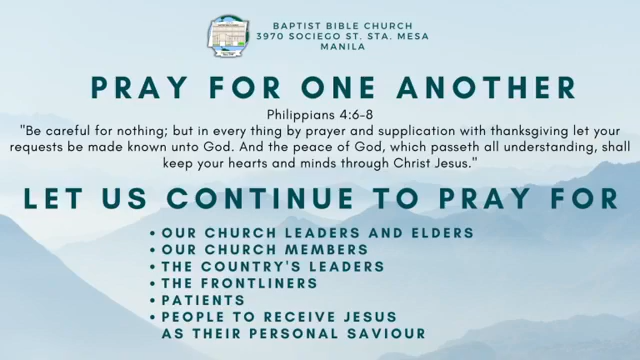 BAPTIST BIBLE CHURCH
3970 SOCIEGO ST. STA. MESA
MANILA
PRAY FOR ONE ANOTHER
Philippians 4:6-8
"Be careful for nothing; but in every thing by prayer and supplication with thanksgiving let your
requests be made known unto God. And the peace of God, which passeth all understanding, shall
keep your hearts and minds through Christ Jesus."
LET US CONTINUE TO PRAY FOR
• OUR CHURCH LEADERS AND ELDERS
• OUR CHURCH MEMBERS
• THE COUNTRY'S LEADERS
• THE FRONTLINERS
• PATIENTS
• PEOPLE TO RECEIVE JESUS
AS THEIR PERSONAL SAVIOUR